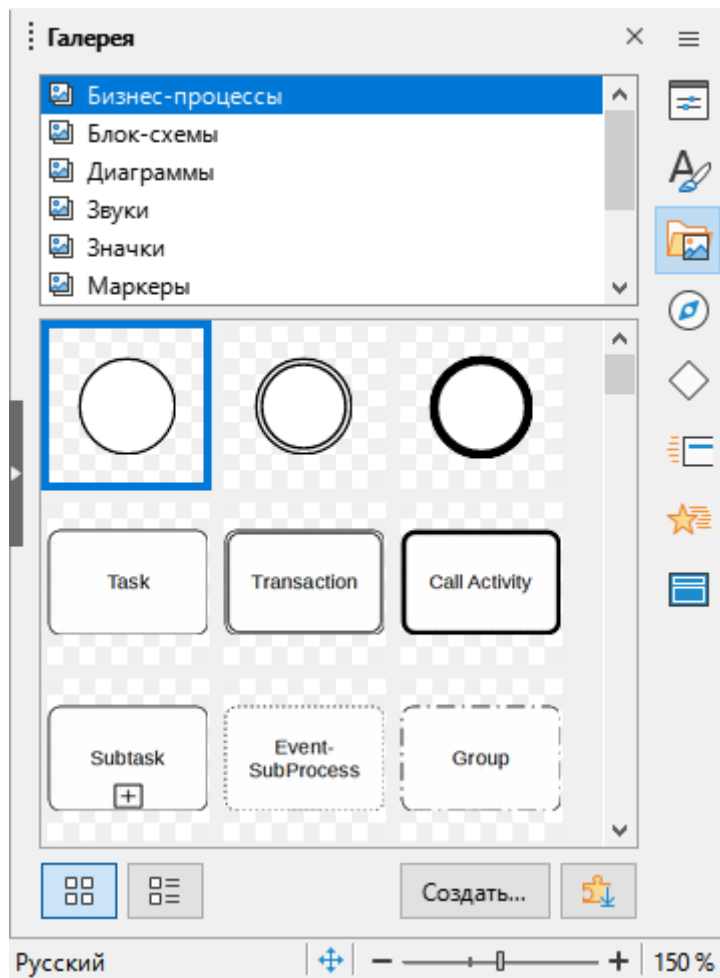 Галерея
Бизнес-процессы
Блок-схемы
Диаграммы
Звуки
Значки
Маркеры
Task
Transaction
Call Activity
Subtask
Event-
SubProcess
Group
Создать...
Русский
150 %